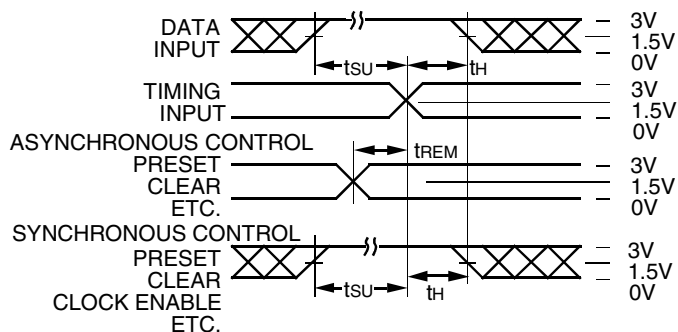 DATA
INPUT
3V
1.5V
0V
tSU
tH
TIMING
INPUT
3V
1.5V
0V
ASYNCHRONOUS CONTROL
PRESET
CLEAR
ETC.
tREM
3V
1.5V
0V
SYNCHRONOUS CONTROL
PRESET
CLEAR
CLOCK ENABLE
ETC.
tSU
tH
3V
1.5V
0V